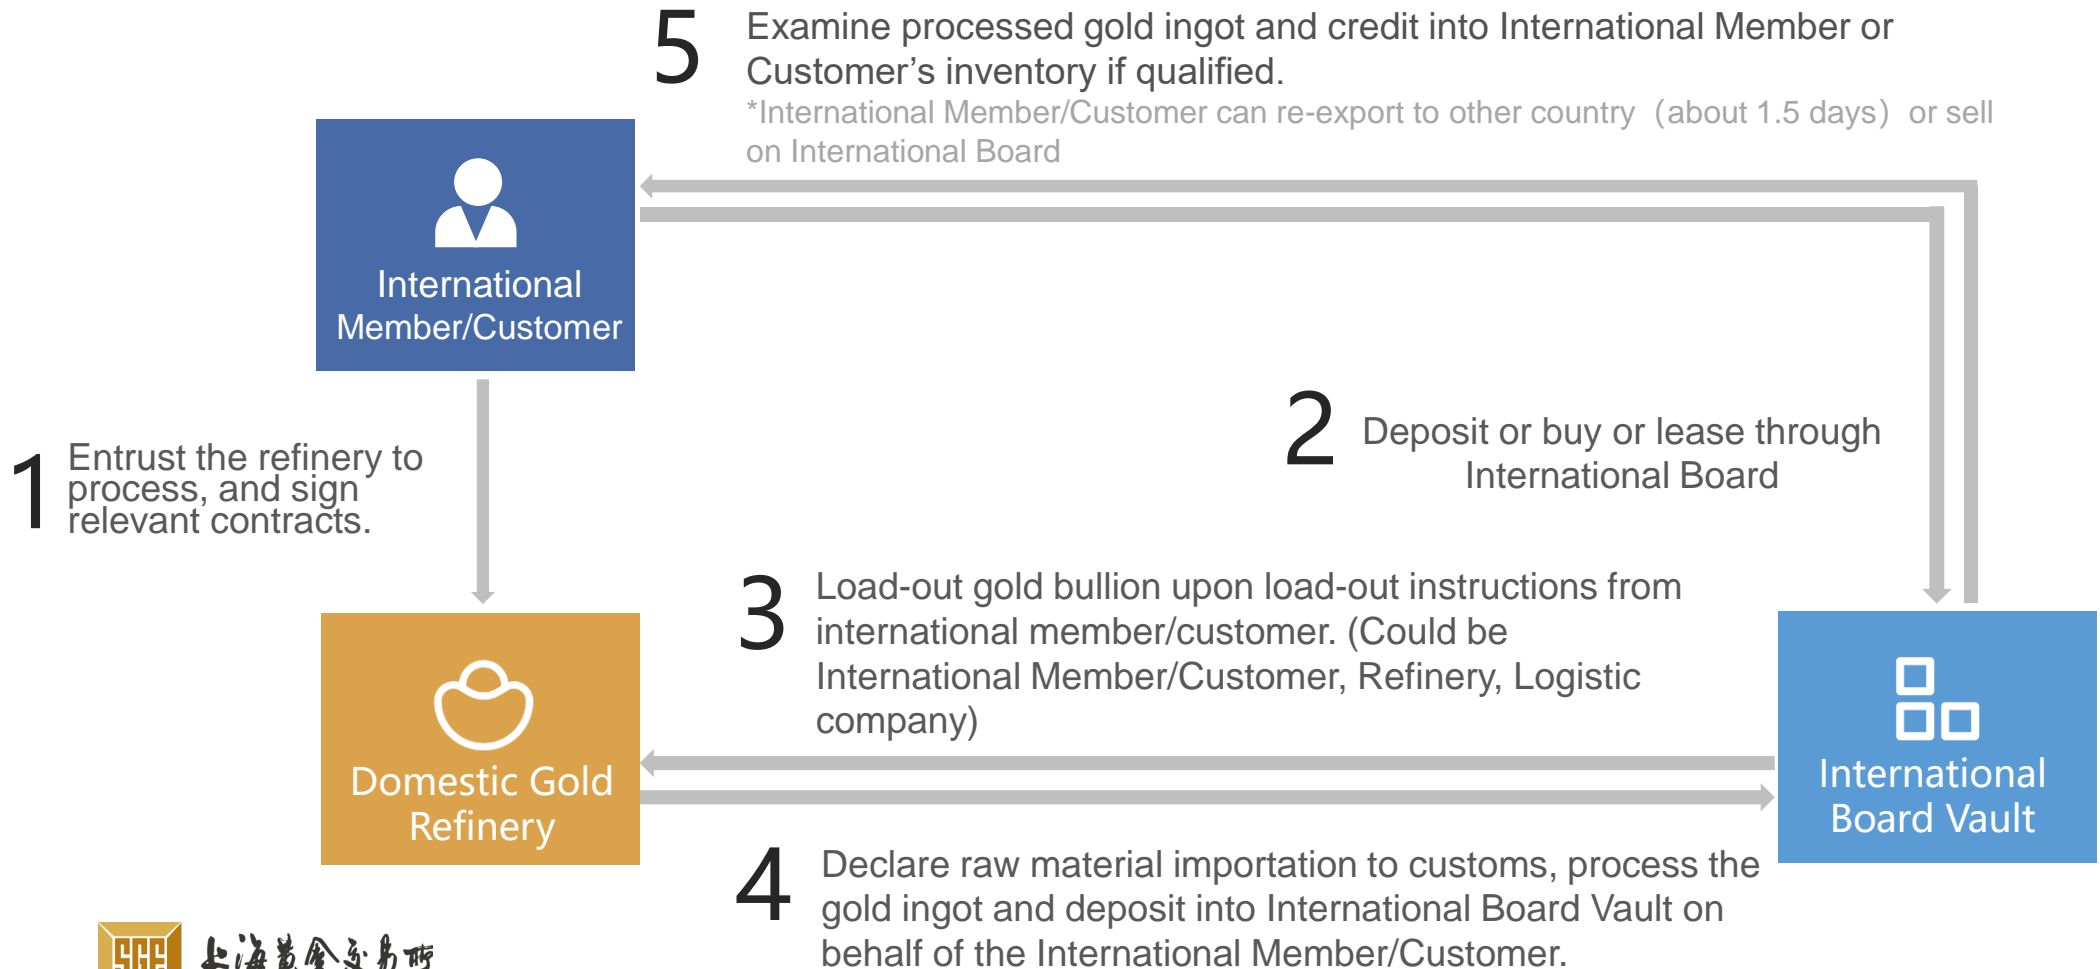 5
Examine processed gold ingot and credit into International Member or
Customer’s inventory if qualified.
*International Member/Customer can re-export to other country（about 1.5 days）or sell
on International Board
International
Member/Customer
1
Entrust the refinery to
process, and sign
relevant contracts.
2
Deposit or buy or lease through
International Board
3
Load-out gold bullion upon load-out instructions from
international member/customer. (Could be
International Member/Customer, Refinery, Logistic
company)
Domestic Gold
Refinery
International
Board Vault
4
Declare raw material importation to customs, process the
gold ingot and deposit into International Board Vault on
behalf of the International Member/Customer.
SGE
上海黄金交易所